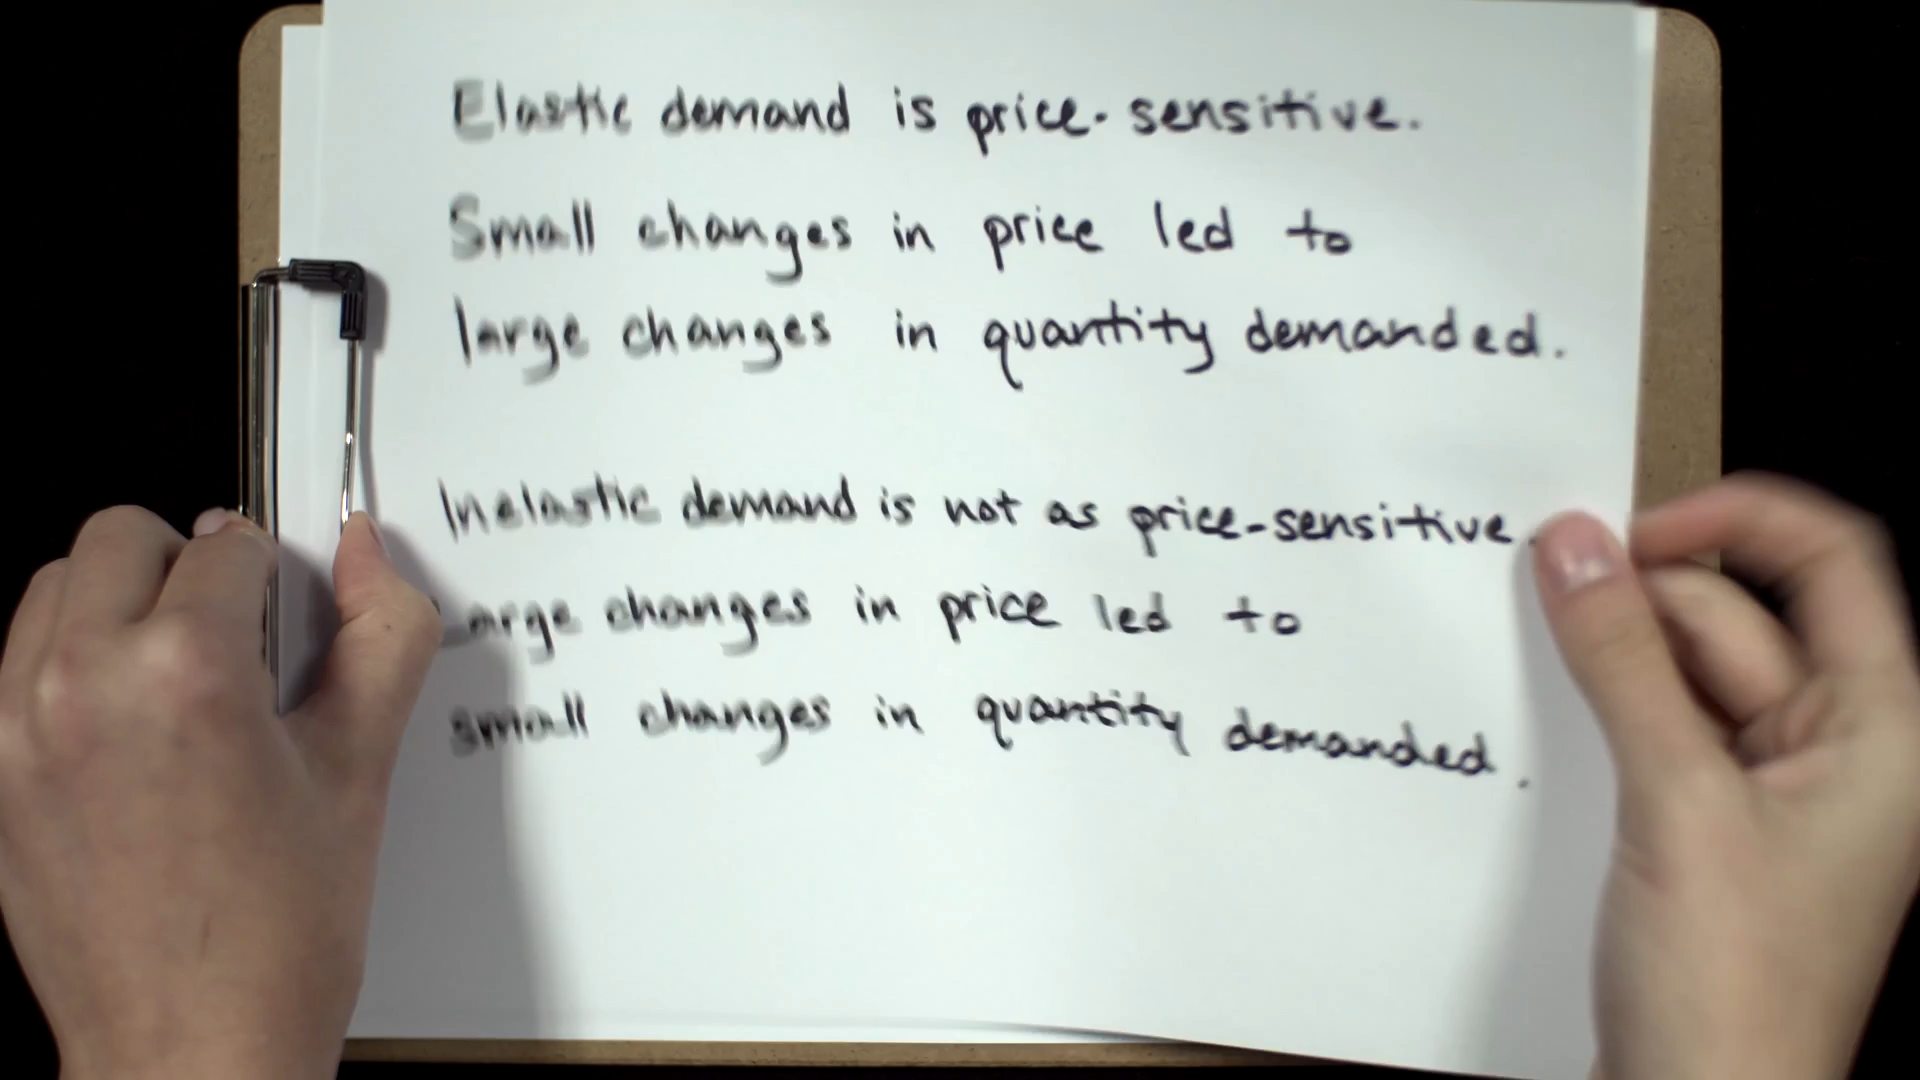 Elastic demand is price-sensitive.
Small changes in price led to
large changes in quantity demanded.
Inelastic demand is not as price-sensitive.
Large changes in price led to
small changes in quantity demanded.